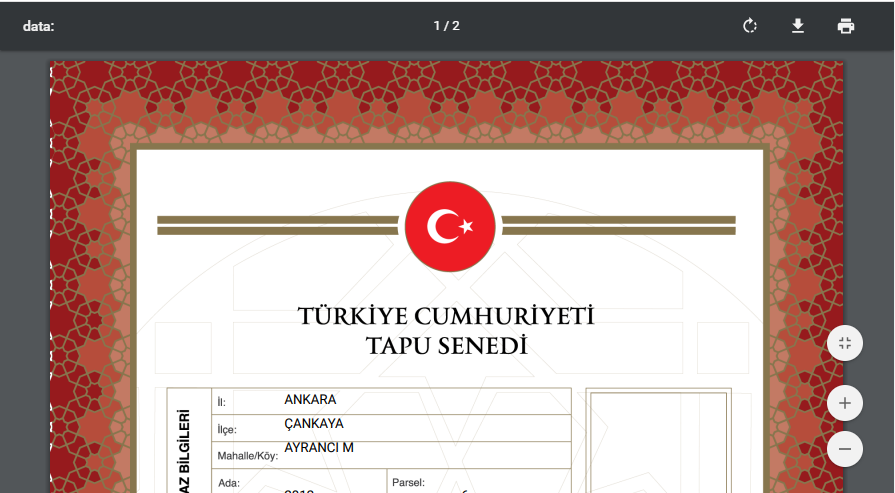 data:
1 / 2
TÜRKİYE CUMHURİYETİ
TAPU SENEDİ
AZ BİLGİLERİ
İl: ANKARA
İlçe: ÇANKAYA
Mahalle/Köy: AYRANCI M
Ada:
Parsel: